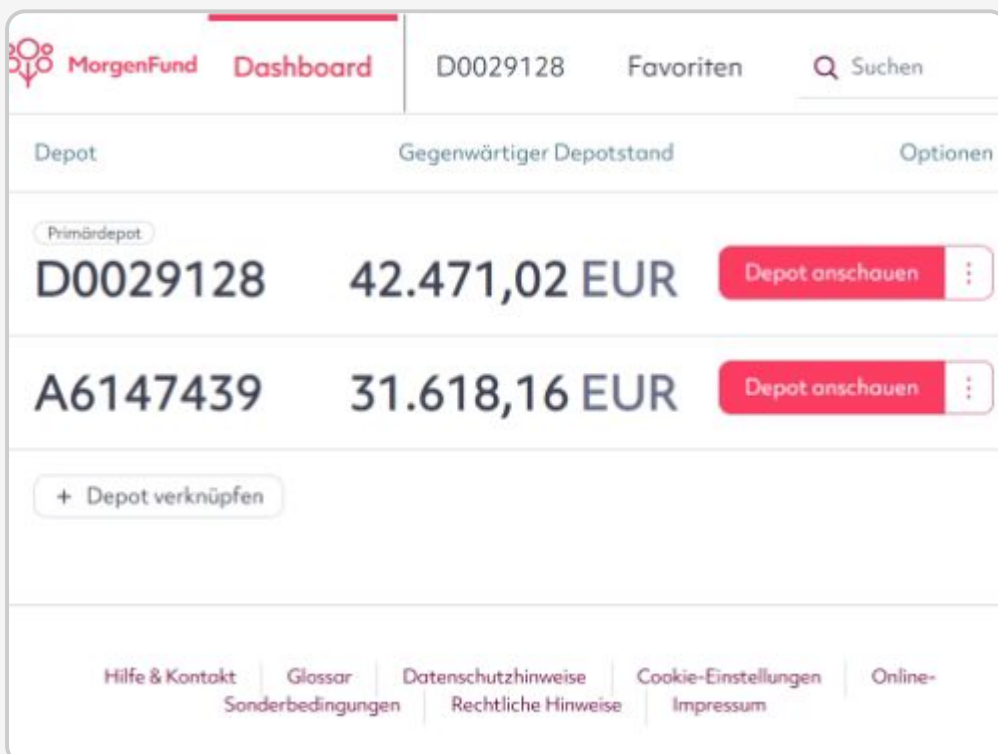 MorgenFund Dashboard D0029128 Favoriten Suchen
Depot Gegenwärtiger Depotstand Optionen
Primärdepot
D0029128 42.471,02 EUR Depot anschauen
A6147439 31.618,16 EUR Depot anschauen
+ Depot verknüpfen
Hilfe & Kontakt Glossar Datenschutzhinweise Cookie-Einstellungen Online-
Sonderbedingungen Rechtliche Hinweise Impressum